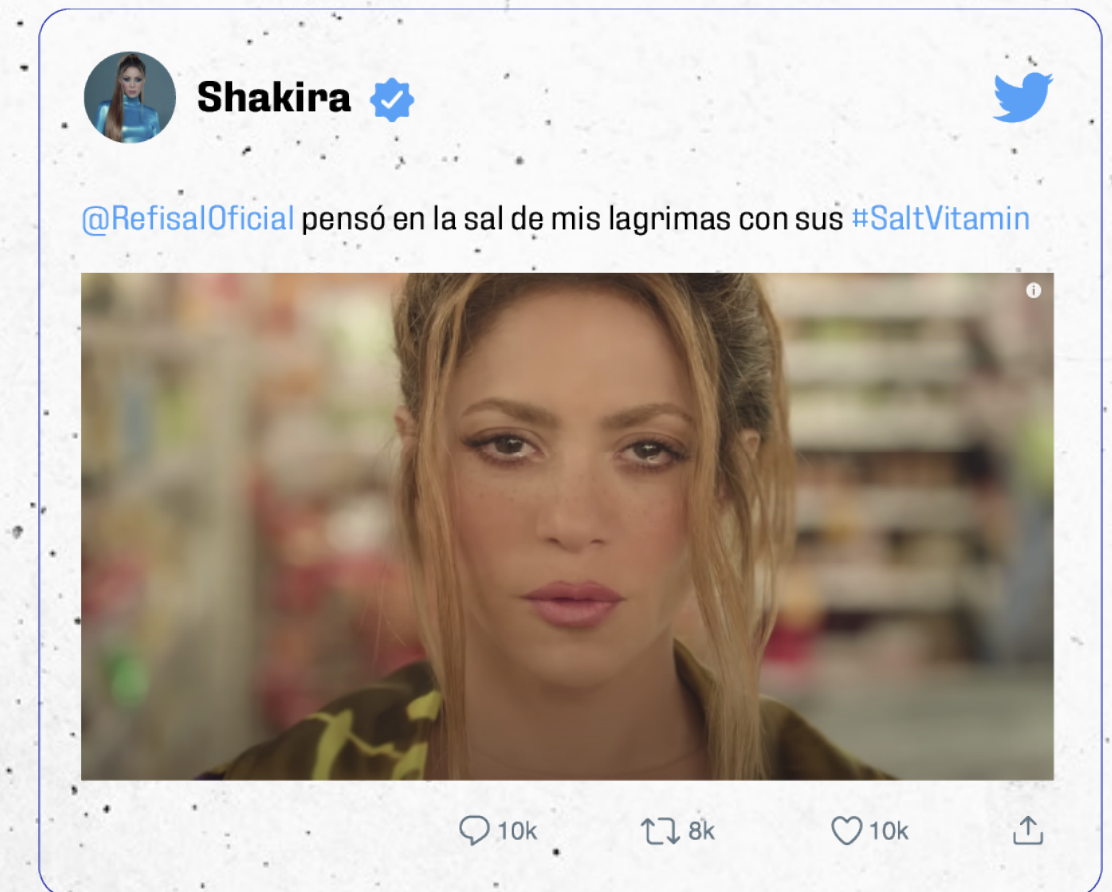 Shakira
@RefisalOficial pensó en la sal de mis lagrimas con sus #SaltVitamin
10k 8k 10k